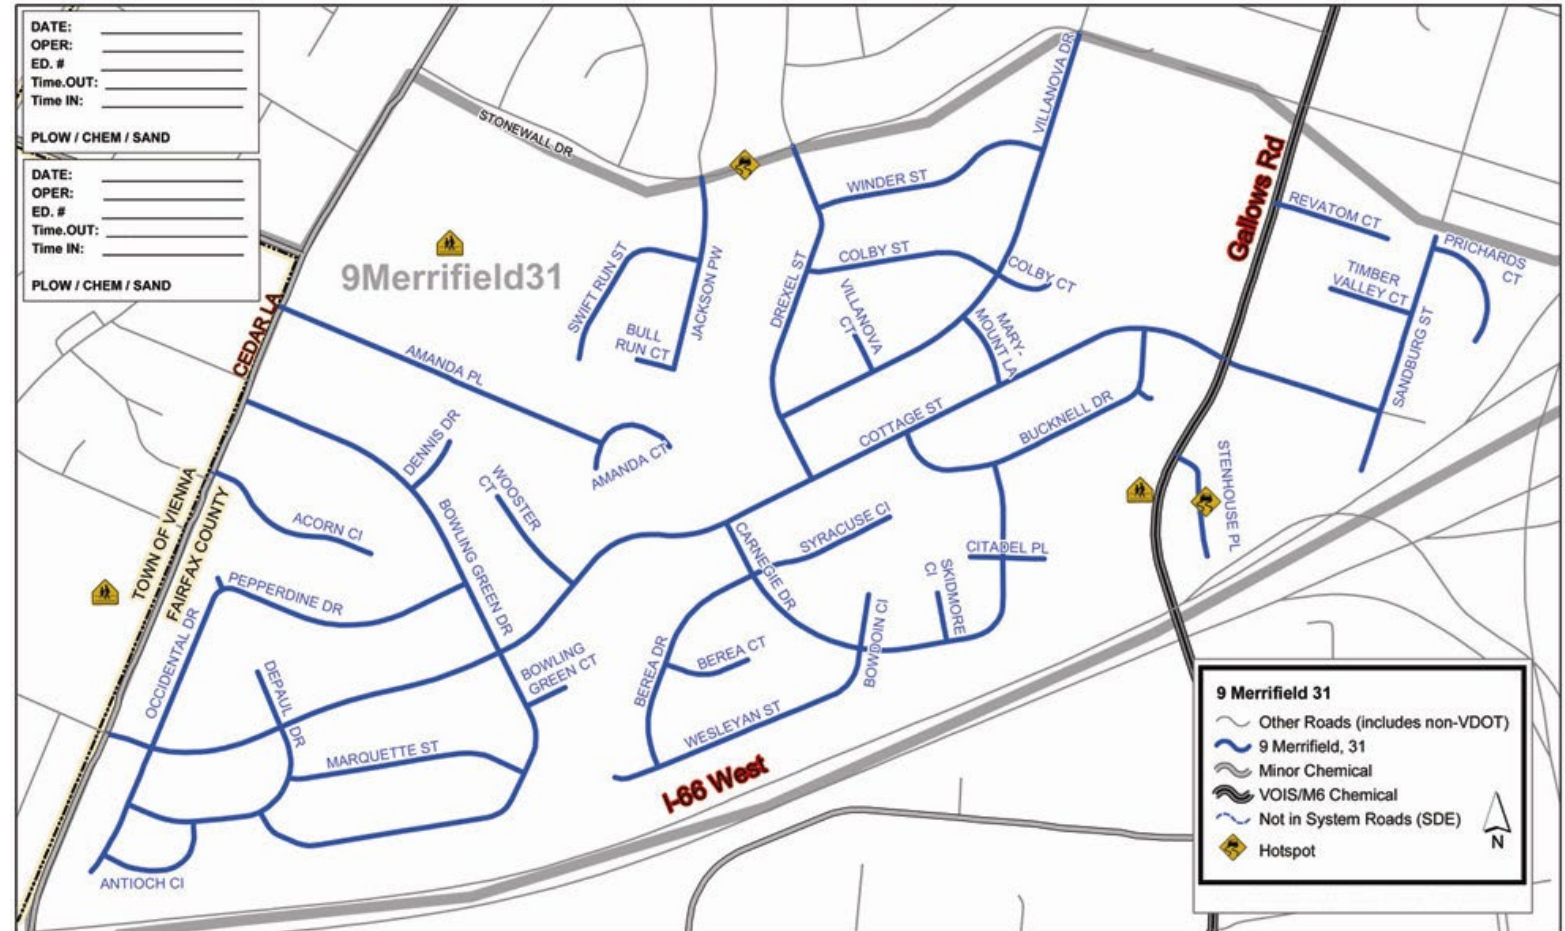 DATE:
OPER:
ED. #
Time.OUT:
Time IN:
PLOW / CHEM / SAND
DATE:
OPER:
ED. #
Time.OUT:
Time IN:
PLOW / CHEM / SAND
STONEWALL DR
VILLANOVA DR
WINDER ST
Gallows Rd
REVATOM CT
PRICHARDS
CT
TIMBER
VALLEY CT
SANDBURG ST
9Merrifield31
SWIFT RUN ST
JACKSON PW
BULL
RUN CT
DREXEL ST
COLBY ST
COLBY CT
VILLANOVA
CT
MARY-
MOUNT LA
CEDAR LA
AMANDA PL
AMANDA CT
COTTAGE ST
BUCKNELL DR
DENNIS DR
WOOSTER
CT
STENHOUSE PL
TOWN OF VIENNA
FAIRFAX COUNTY
ACORN CI
BOWLING GREEN DR
CARNEGIE DR
SYRACUSE CI
CITADEL PL
SKIDMORE
CI
PEPPERDINE DR
OCCIDENTAL DR
DEPAUL DR
BOWLING
GREEN CT
BEREA DR
BEREA CT
BOWDOIN CI
WESLEYAN ST
MARQUETTE ST
I-66 West
ANTIOCH CI
9 Merrifield 31
Other Roads (includes non-VDOT)
9 Merrifield, 31
Minor Chemical
VOIS/M6 Chemical
Not in System Roads (SDE)
Hotspot
N